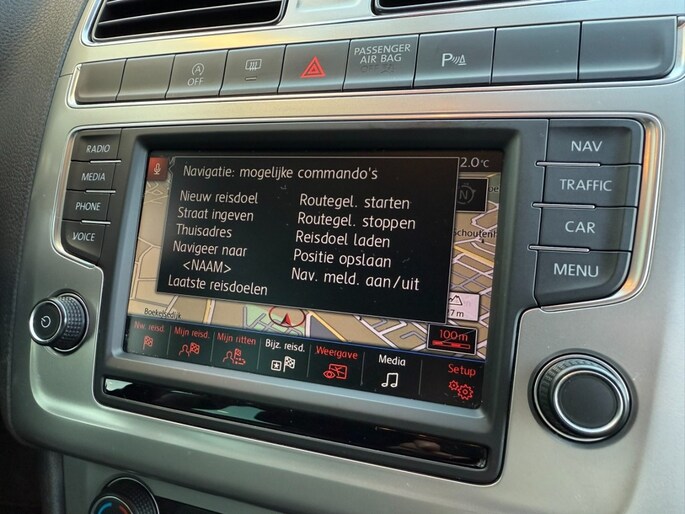 OFF
PASSENGER
AIR BAG
P
RADIO
MEDIA
PHONE
VOICE
NAV
TRAFFIC
CAR
MENU
2.0°C
Navigatie: mogelijke commando's
Nieuw reisdoel
Straat ingeven
Thuisadres
Navigeer naar
<NAAM>
Laatste reisdoelen
Routegel. starten
Routegel. stoppen
Reisdoel laden
Positie opslaan
Nav. meld. aan/uit
N
Boekebedijk
100m
Nw. reisd.
Mijn reisd.
Mijn ritten
Bijz. reisd.
Weergave
Media
Setup